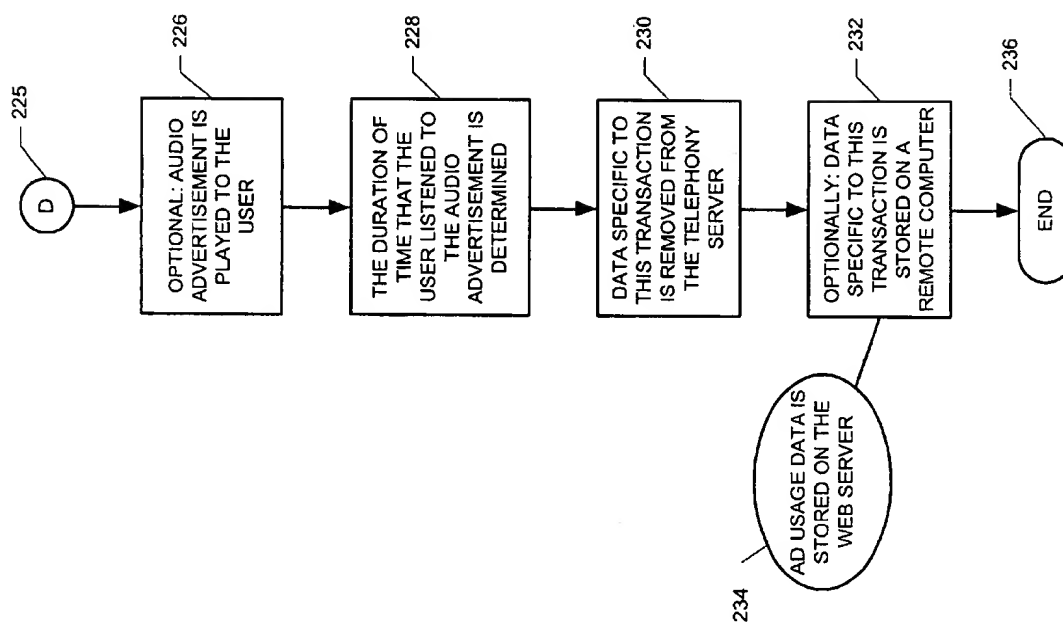 D
225
OPTIONAL: AUDIO
ADVERTISEMENT IS
PLAYED TO THE
USER
226
THE DURATION OF
TIME THAT THE
USER LISTENED TO
THE AUDIO
ADVERTISEMENT IS
DETERMINED
228
DATA SPECIFIC TO
THIS TRANSACTION
IS REMOVED FROM
THE TELEPHONY
SERVER
230
OPTIONALLY: DATA
SPECIFIC TO THIS
TRANSACTION IS
STORED ON A
REMOTE COMPUTER
232
AD USAGE DATA IS
STORED ON THE
WEB SERVER
234
END
236